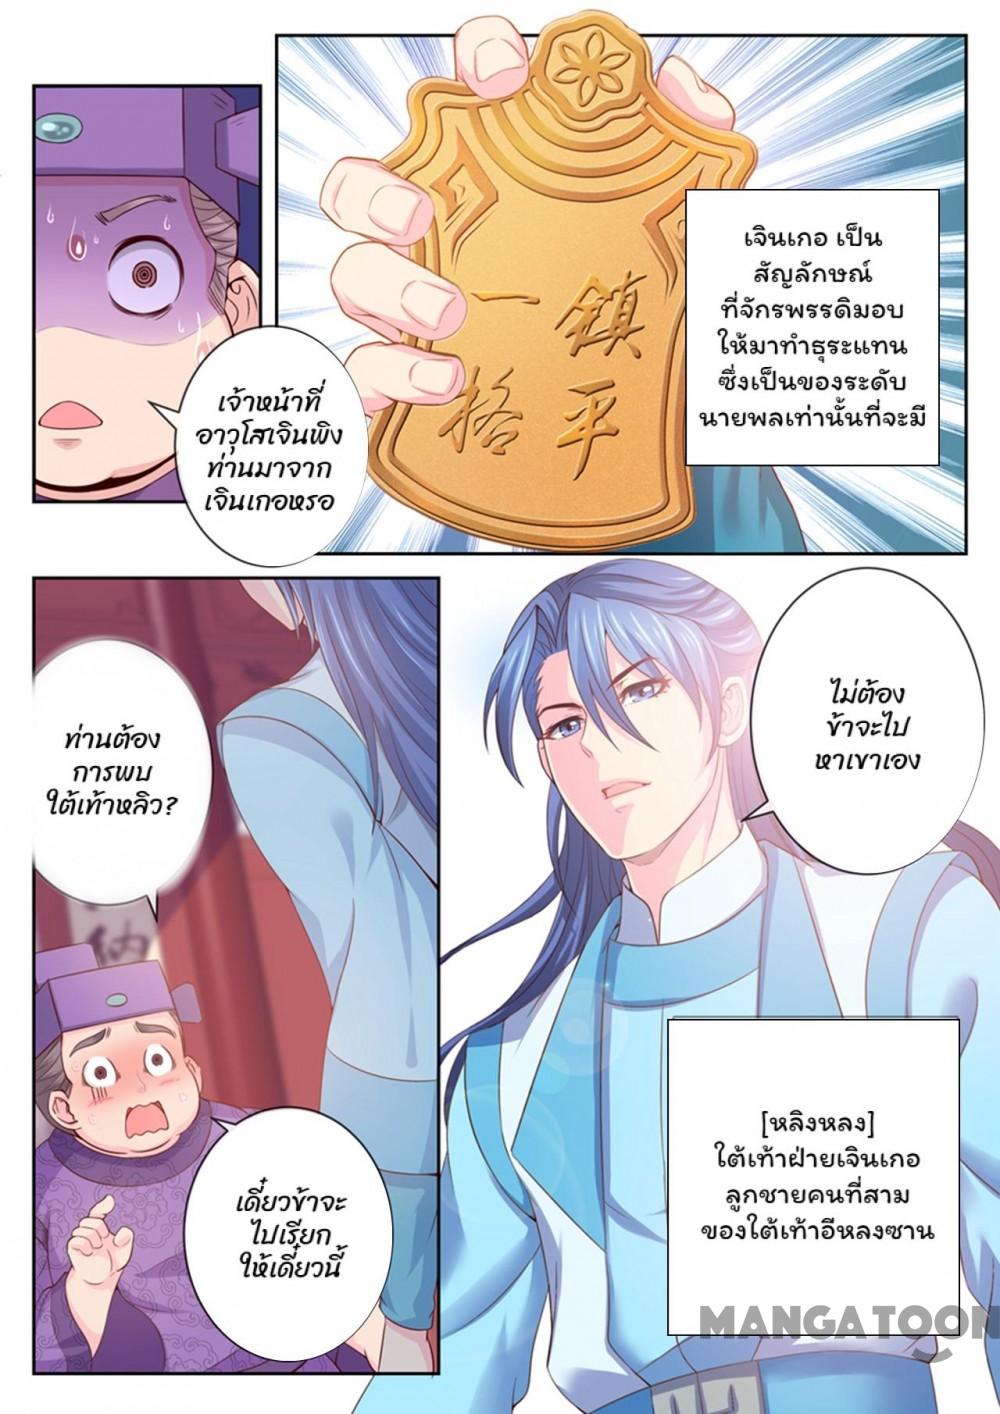 เจินเกอ เป็น
สัญลักษณ์
ที่จักรพรรดิมอบ
ให้มาทำธุระแทน
ซึ่งเป็นของระดับ
นายพลเท่านั้นที่จะมี
鎮平
一格
เจ้าหน้าที่
อาวุโสเจินพิง
ท่านมาจาก
เจินเกอหรอ
ท่านต้อง
การพบ
ใต้เท้าหลิว?
納
เดี๋ยวข้าจะ
ไปเรียก
ให้เดี๋ยวนี้
ไม่ต้อง
ข้าจะไป
หาเขาเอง
[หลิงหลง]
ใต้เท้าฝ่ายเจินเกอ
ลูกชายคนที่สาม
ของใต้เท้าอีหลงซาน
MANGATOON